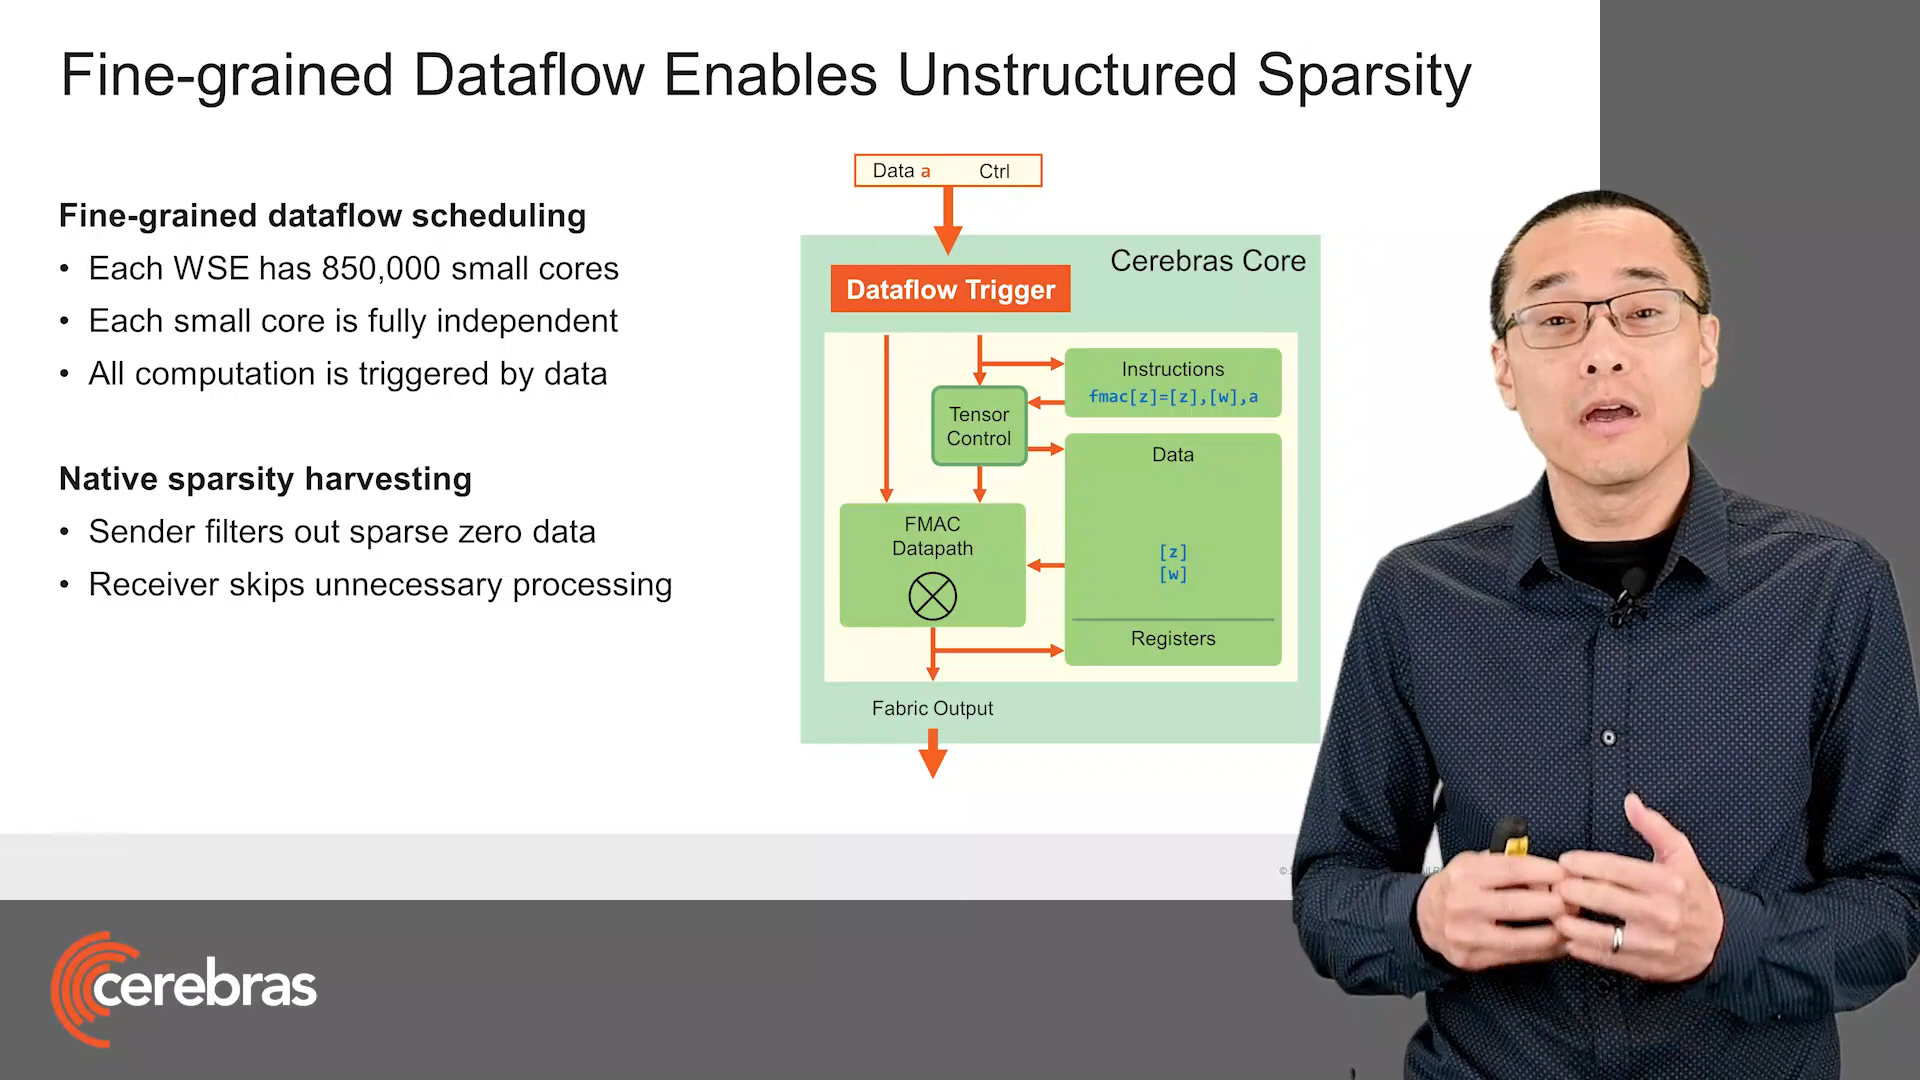 Fine-grained Dataflow Enables Unstructured Sparsity
Fine-grained dataflow scheduling
• Each WSE has 850,000 small cores
• Each small core is fully independent
• All computation is triggered by data
Native sparsity harvesting
• Sender filters out sparse zero data
• Receiver skips unnecessary processing
Data a Ctrl
Cerebras Core
Dataflow Trigger
Instructions
fmac[z]=[z],[w],a
Tensor
Control
Data
FMAC
Datapath
[z]
[w]
Registers
Fabric Output
cerebras